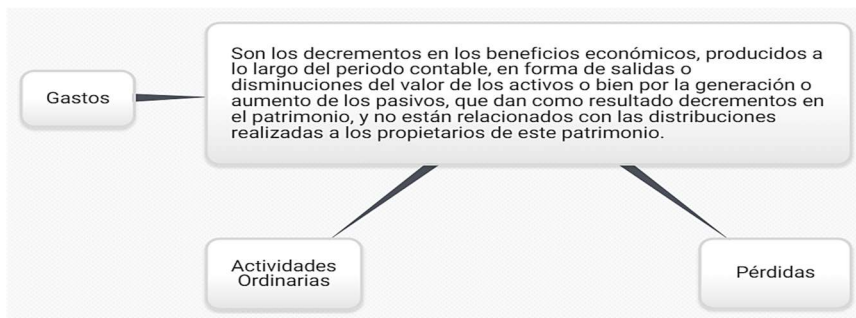 Gastos
Son los decrementos en los beneficios económicos, producidos a
lo largo del periodo contable, en forma de salidas o
disminuciones del valor de los activos o bien por la generación o
aumento de los pasivos, que dan como resultado decrementos en
el patrimonio, y no están relacionados con las distribuciones
realizadas a los propietarios de este patrimonio.
Actividades
Ordinarias
Pérdidas